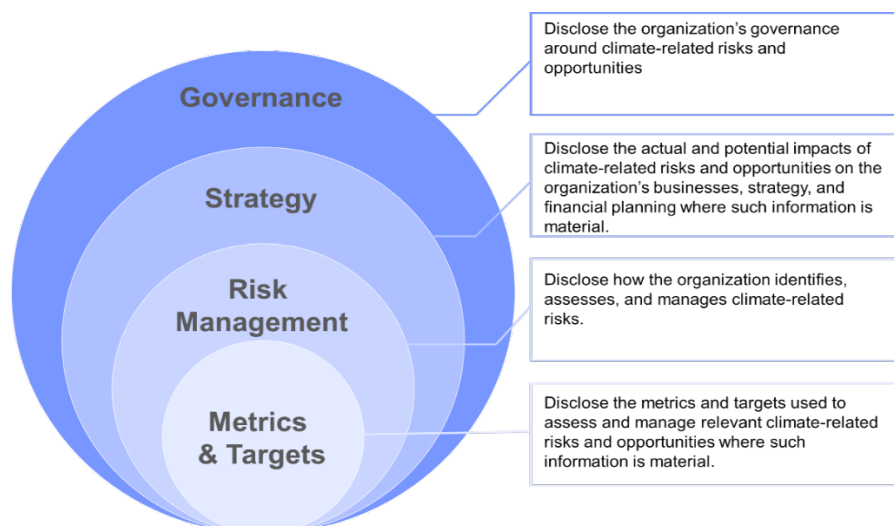 Governance
Disclose the organization’s governance
around climate-related risks and
opportunities
Strategy
Disclose the actual and potential impacts of
climate-related risks and opportunities on the
organization’s businesses, strategy, and
financial planning where such information is
material.
Risk
Management
Disclose how the organization identifies,
assesses, and manages climate-related
risks.
Metrics
& Targets
Disclose the metrics and targets used to
assess and manage relevant climate-related
risks and opportunities where such
information is material.